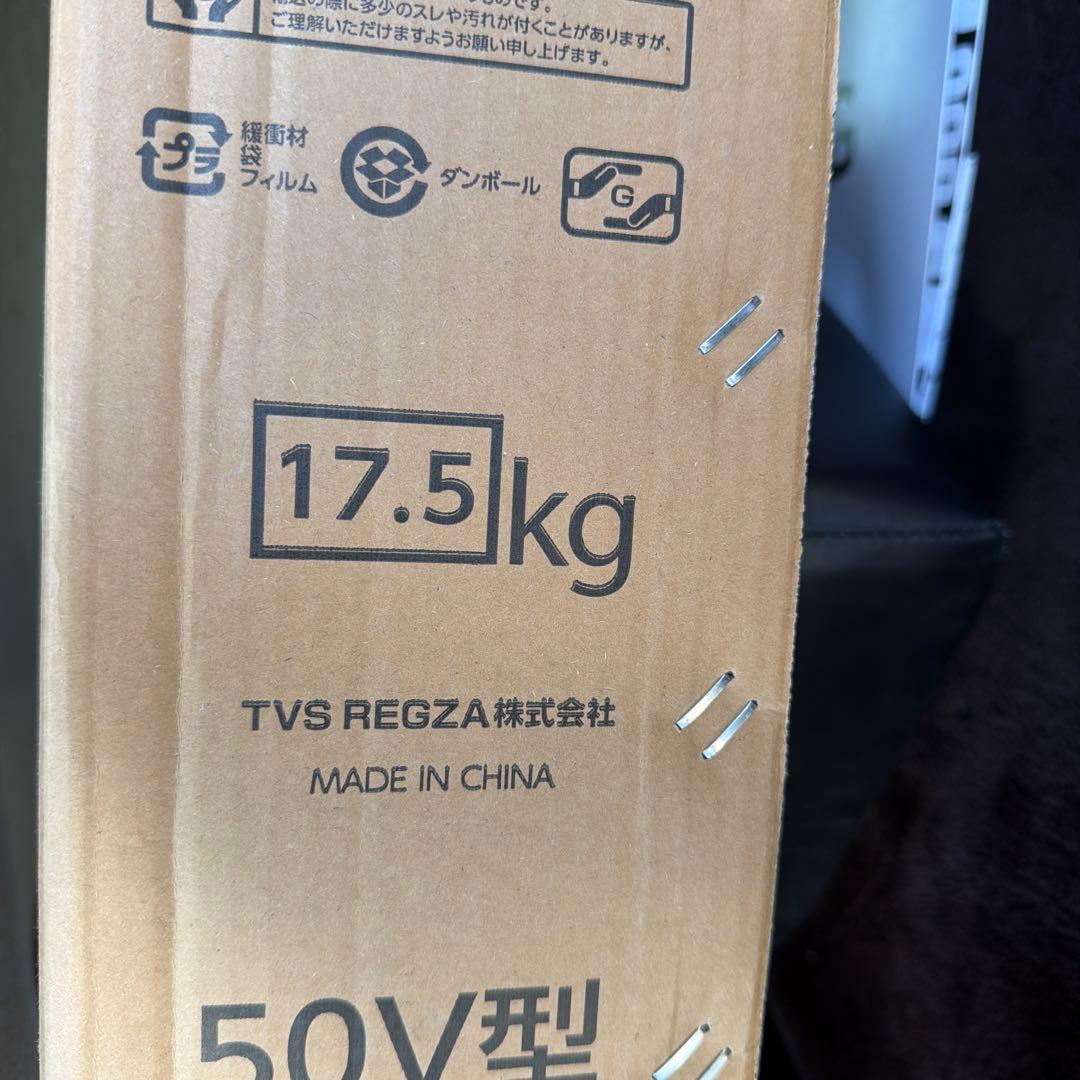 輸送の際に多少のスレや汚れが付くことがありますが、
ご理解いただけますようお願い申し上げます。
プラ
緩衝材
袋
フィルム
ダンボール
G
17.5kg
TVS REGZA株式会社
MADE IN CHINA
50V型